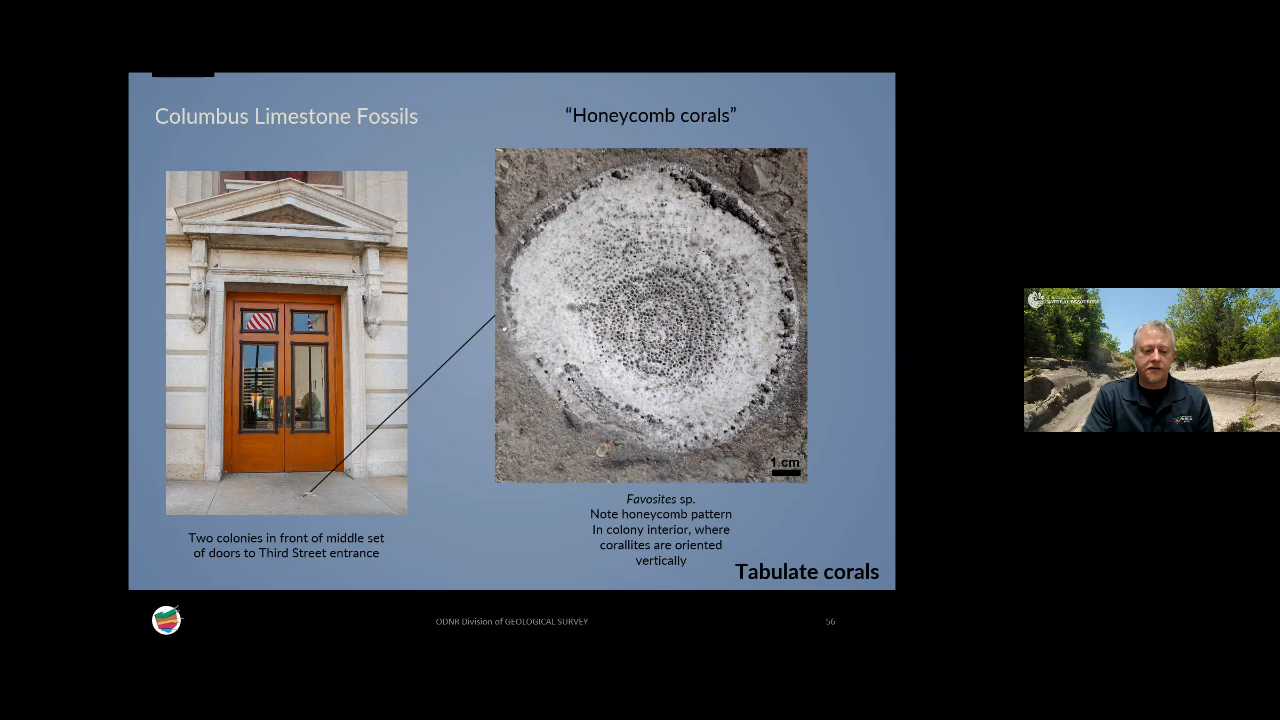 Columbus Limestone Fossils
“Honeycomb corals”
1 cm
Two colonies in front of middle set
of doors to Third Street entrance
Favosites sp.
Note honeycomb pattern
In colony interior, where
corallites are oriented
vertically
Tabulate corals
ODNR Division of GEOLOGICAL SURVEY
56